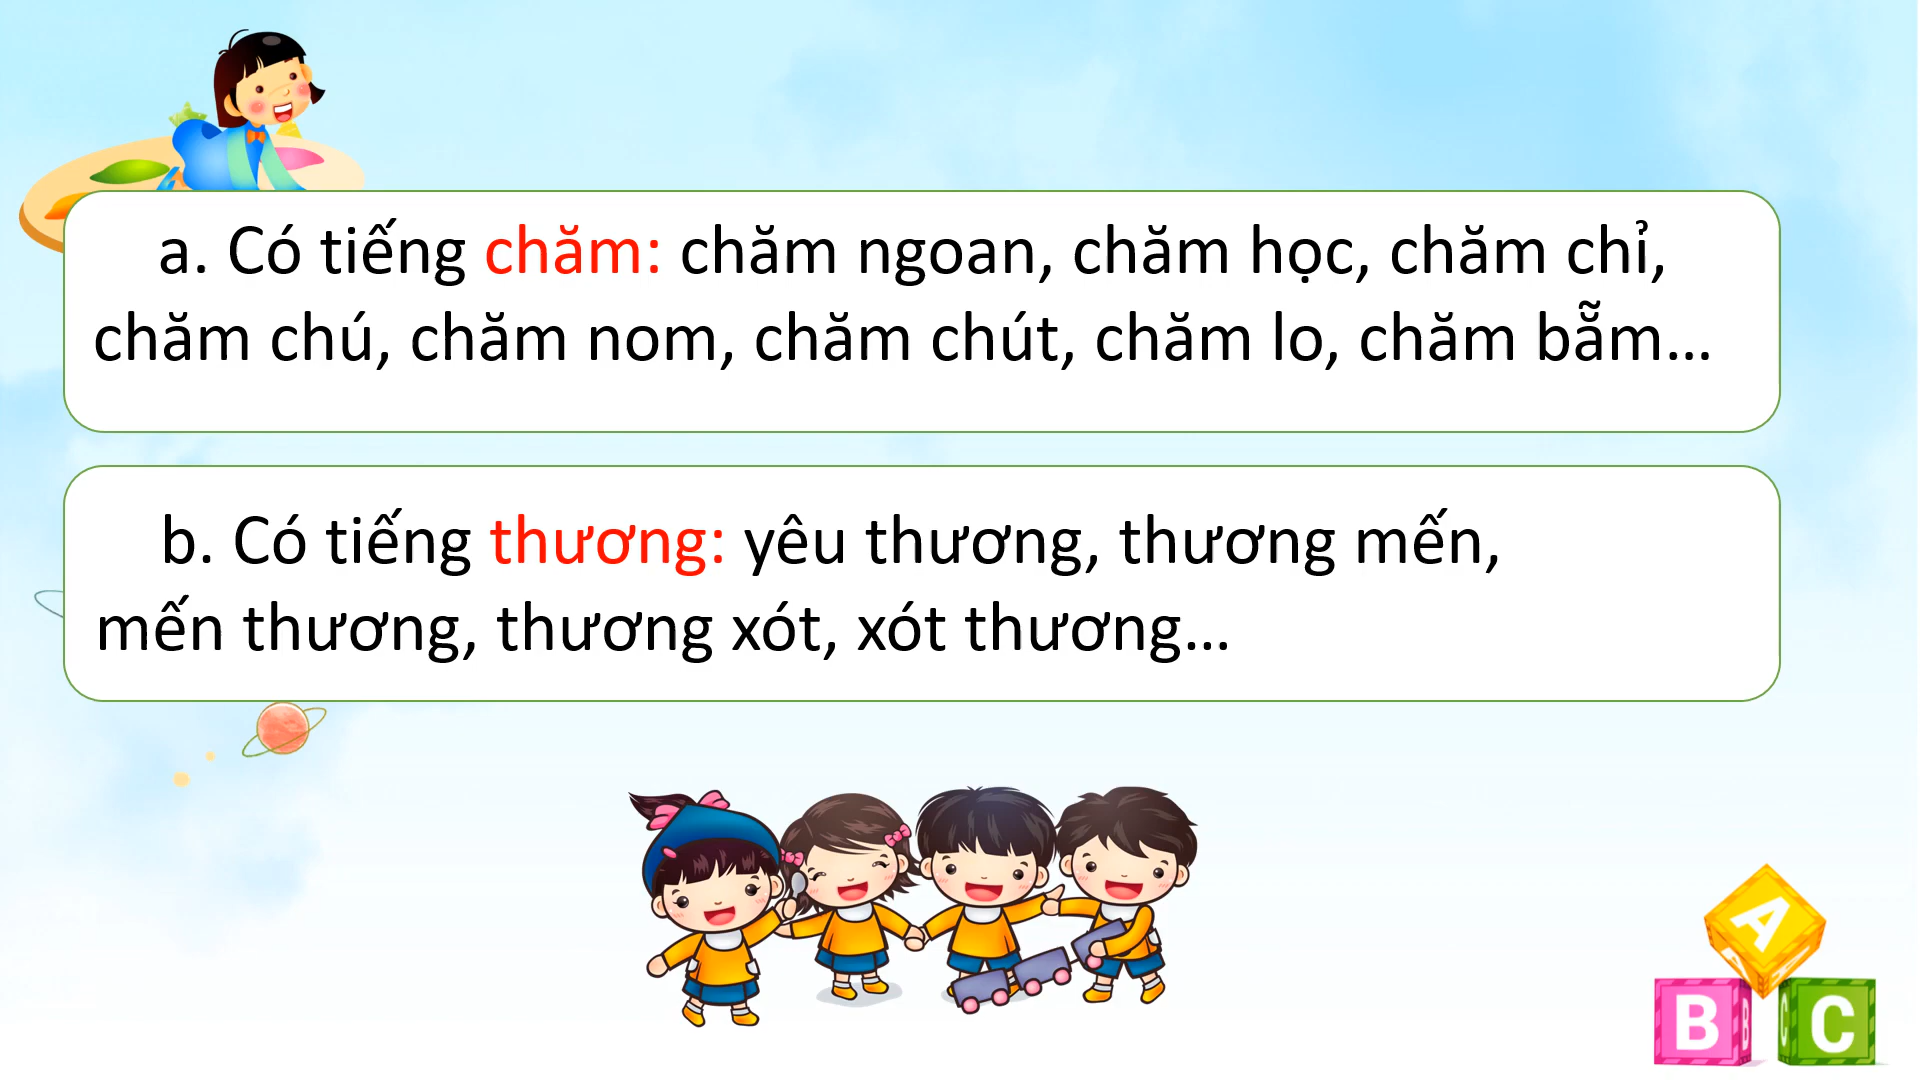 a. Có tiếng chăm: chăm ngoan, chăm học, chăm chỉ,
chăm chú, chăm nom, chăm chút, chăm lo, chăm bẵm...
b. Có tiếng thương: yêu thương, thương mến,
mến thương, thương xót, xót thương...
A
B C